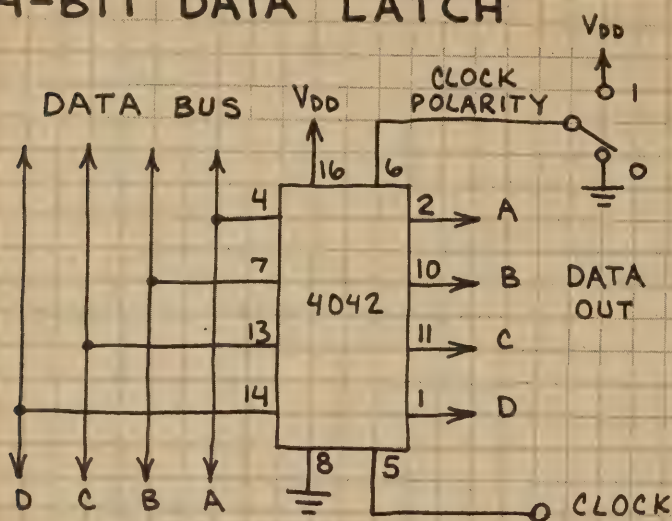 4-BIT DATA LATCH
VDD
DATA BUS
VDD
CLOCK
POLARITY
1
0
16
6
4
2
A
7
10
B
DATA
OUT
4042
13
11
C
14
1
D
8
5
D C B A
CLOCK